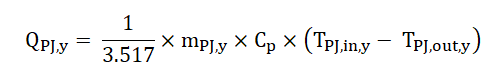 Q_PJ,y = 1/3.517 × m_PJ,y × C_p × (T_PJ,in,y − T_PJ,out,y)